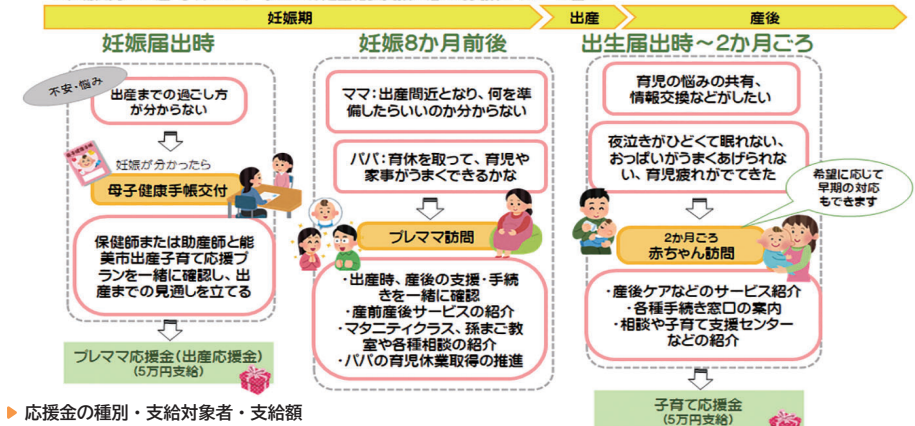 妊娠期
出産
産後
妊娠届出時
不安・悩み
出産までの過ごし方
が分からない
妊娠が分かったら
母子健康手帳交付
保健師または助産師と能
美市出産子育て応援プ
ランを一緒に確認し、出
産までの見通しを立てる
プレママ応援金(出産応援金)
(5万円支給)
妊娠8か月前後
ママ:出産間近となり、何を準
備したらいいのか分からない
パパ:育休を取って、育児や
家事がうまくできるかな
プレママ訪問
・出産時、産後の支援・手続
きを一緒に確認
・産前産後サービスの紹介
・マタニティクラス、孫まご教
室や各種相談の紹介
・パパの育児休業取得の推進
出生届出時～2か月ごろ
育児の悩みの共有、
情報交換などがしたい
夜泣きがひどくて眠れない、
おっぱいがうまくあげられな
い、育児疲れがでてきた
希望に応じて
早期の対応
もできます
2か月ごろ
赤ちゃん訪問
・産後ケアなどのサービス紹介
・各種手続き窓口の案内
・相談や子育て支援センター
などの紹介
子育て応援金
(5万円支給)
応援金の種別・支給対象者・支給額